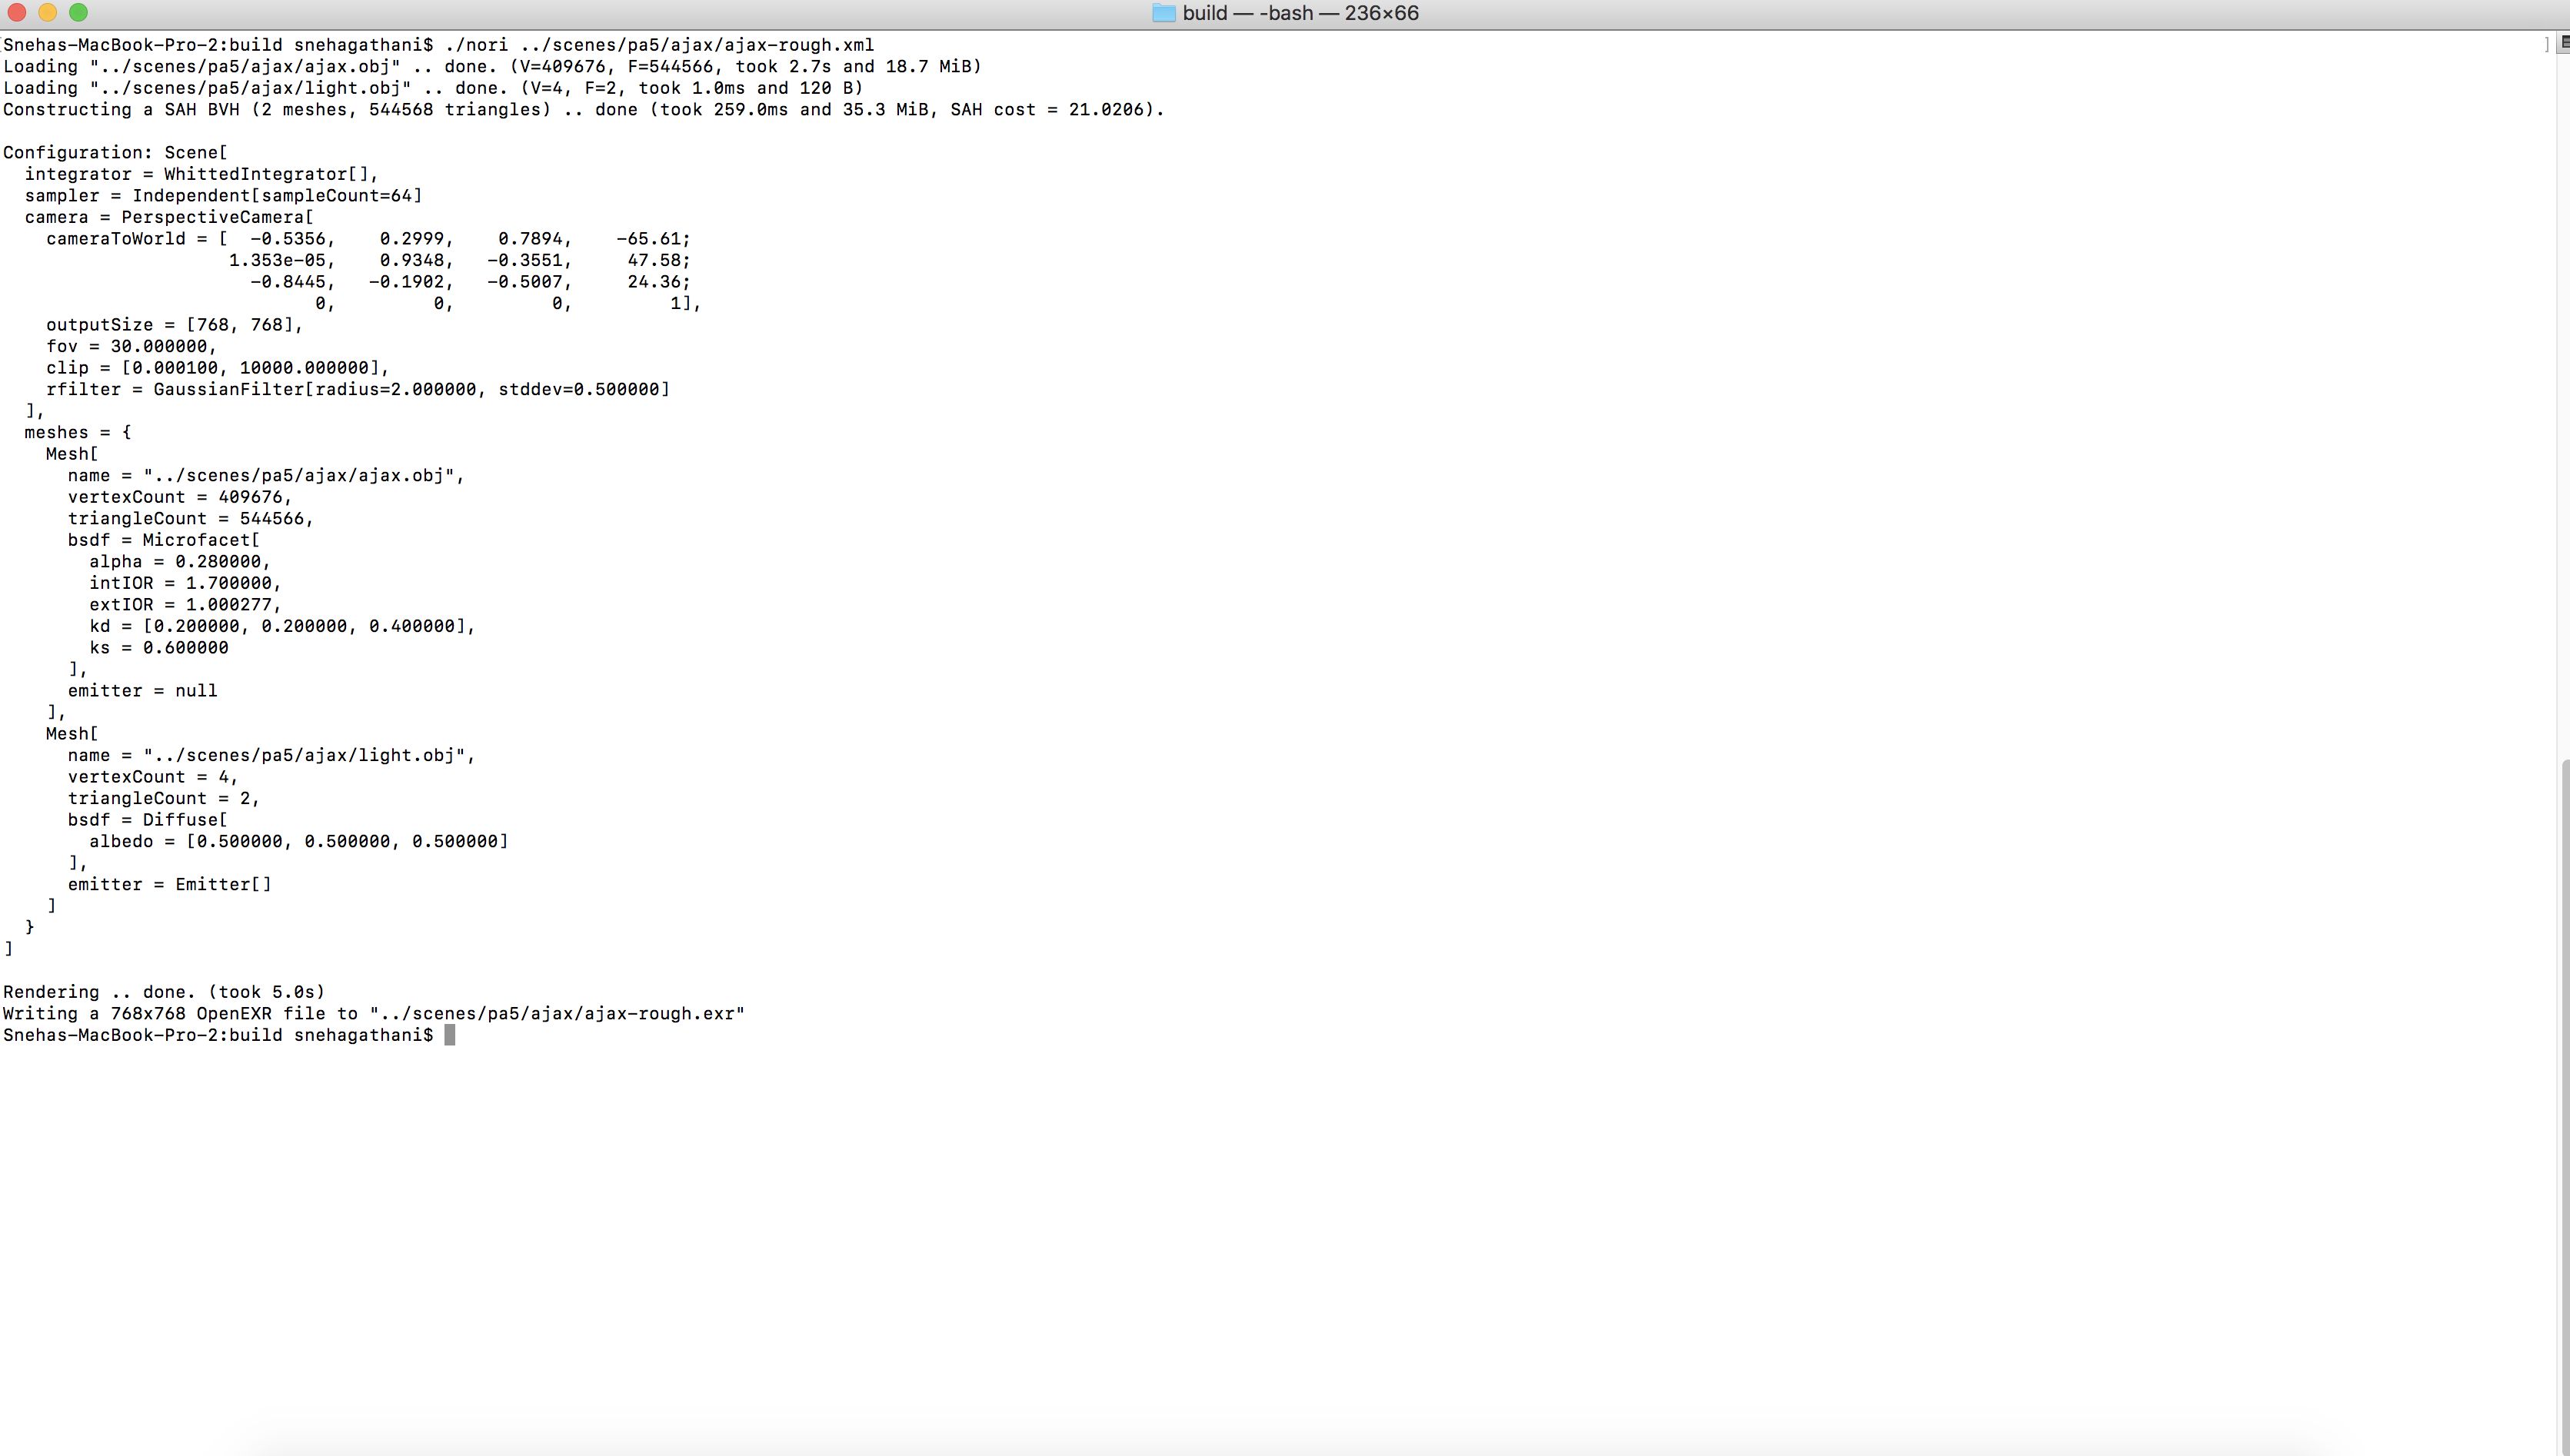 build — -bash — 236×66
Snehas-MacBook-Pro-2:build snehagathani$ ./nori ../scenes/pa5/ajax/ajax-rough.xml
Loading "../scenes/pa5/ajax/ajax.obj" .. done. (V=409676, F=544566, took 2.7s and 18.7 MiB)
Loading "../scenes/pa5/ajax/light.obj" .. done. (V=4, F=2, took 1.0ms and 120 B)
Constructing a SAH BVH (2 meshes, 544568 triangles) .. done (took 259.0ms and 35.3 MiB, SAH cost = 21.0206).

Configuration: Scene[
  integrator = WhittedIntegrator[],
  sampler = Independent[sampleCount=64]
  camera = PerspectiveCamera[
    cameraToWorld = [  -0.5356,    0.2999,    0.7894,    -65.61;
                     1.353e-05,    0.9348,   -0.3551,     47.58;
                       -0.8445,   -0.1902,   -0.5007,     24.36;
                             0,         0,         0,         1],
    outputSize = [768, 768],
    fov = 30.000000,
    clip = [0.000100, 10000.000000],
    rfilter = GaussianFilter[radius=2.000000, stddev=0.500000]
  ],
  meshes = {
    Mesh[
      name = "../scenes/pa5/ajax/ajax.obj",
      vertexCount = 409676,
      triangleCount = 544566,
      bsdf = Microfacet[
        alpha = 0.280000,
        intIOR = 1.700000,
        extIOR = 1.000277,
        kd = [0.200000, 0.200000, 0.400000],
        ks = 0.600000
      ],
      emitter = null
    ],
    Mesh[
      name = "../scenes/pa5/ajax/light.obj",
      vertexCount = 4,
      triangleCount = 2,
      bsdf = Diffuse[
        albedo = [0.500000, 0.500000, 0.500000]
      ],
      emitter = Emitter[]
    ]
  }
]

Rendering .. done. (took 5.0s)
Writing a 768x768 OpenEXR file to "../scenes/pa5/ajax/ajax-rough.exr"
Snehas-MacBook-Pro-2:build snehagathani$